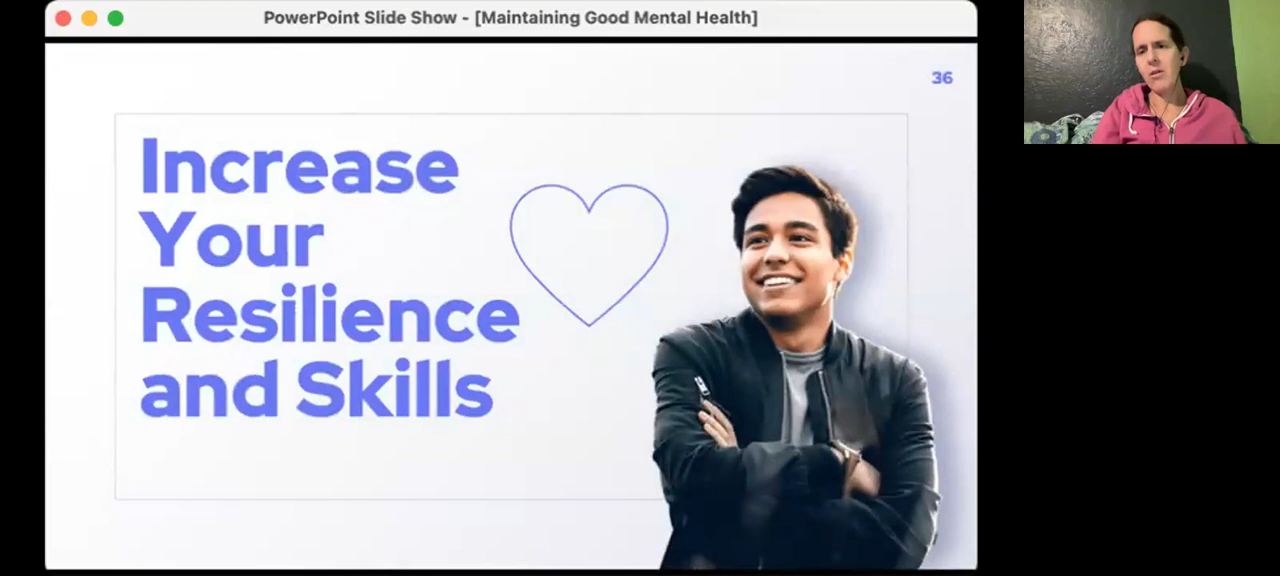 PowerPoint Slide Show - [Maintaining Good Mental Health]
36
Increase
Your
Resilience
and Skills